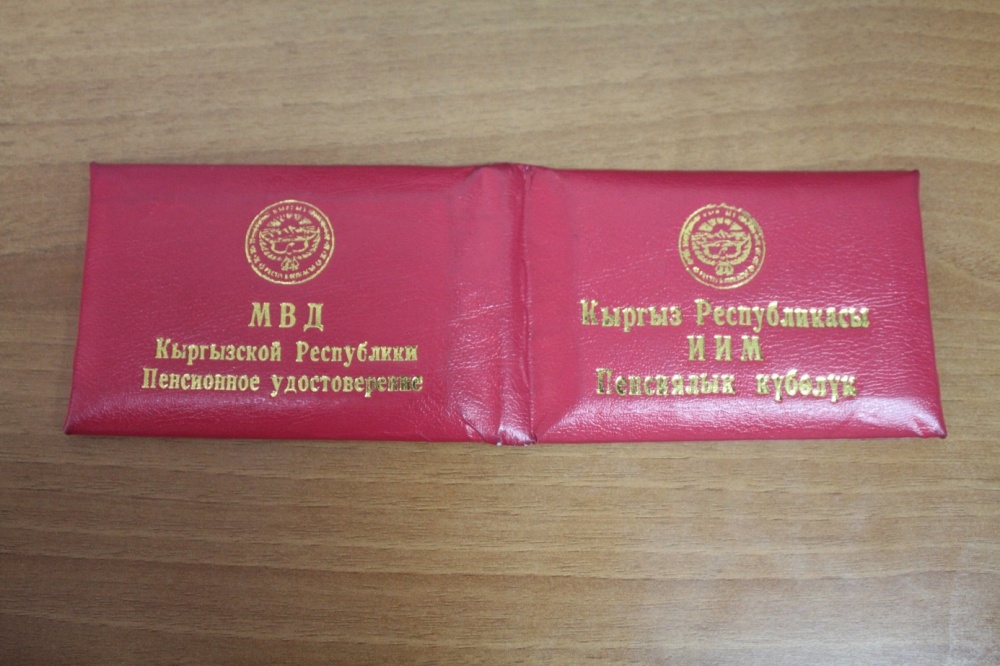 МВД
Кыргызской Республики
Пенсионное удостоверение
Кыргыз Республикасы
ИИМ
Пенсиялык күбөлүк